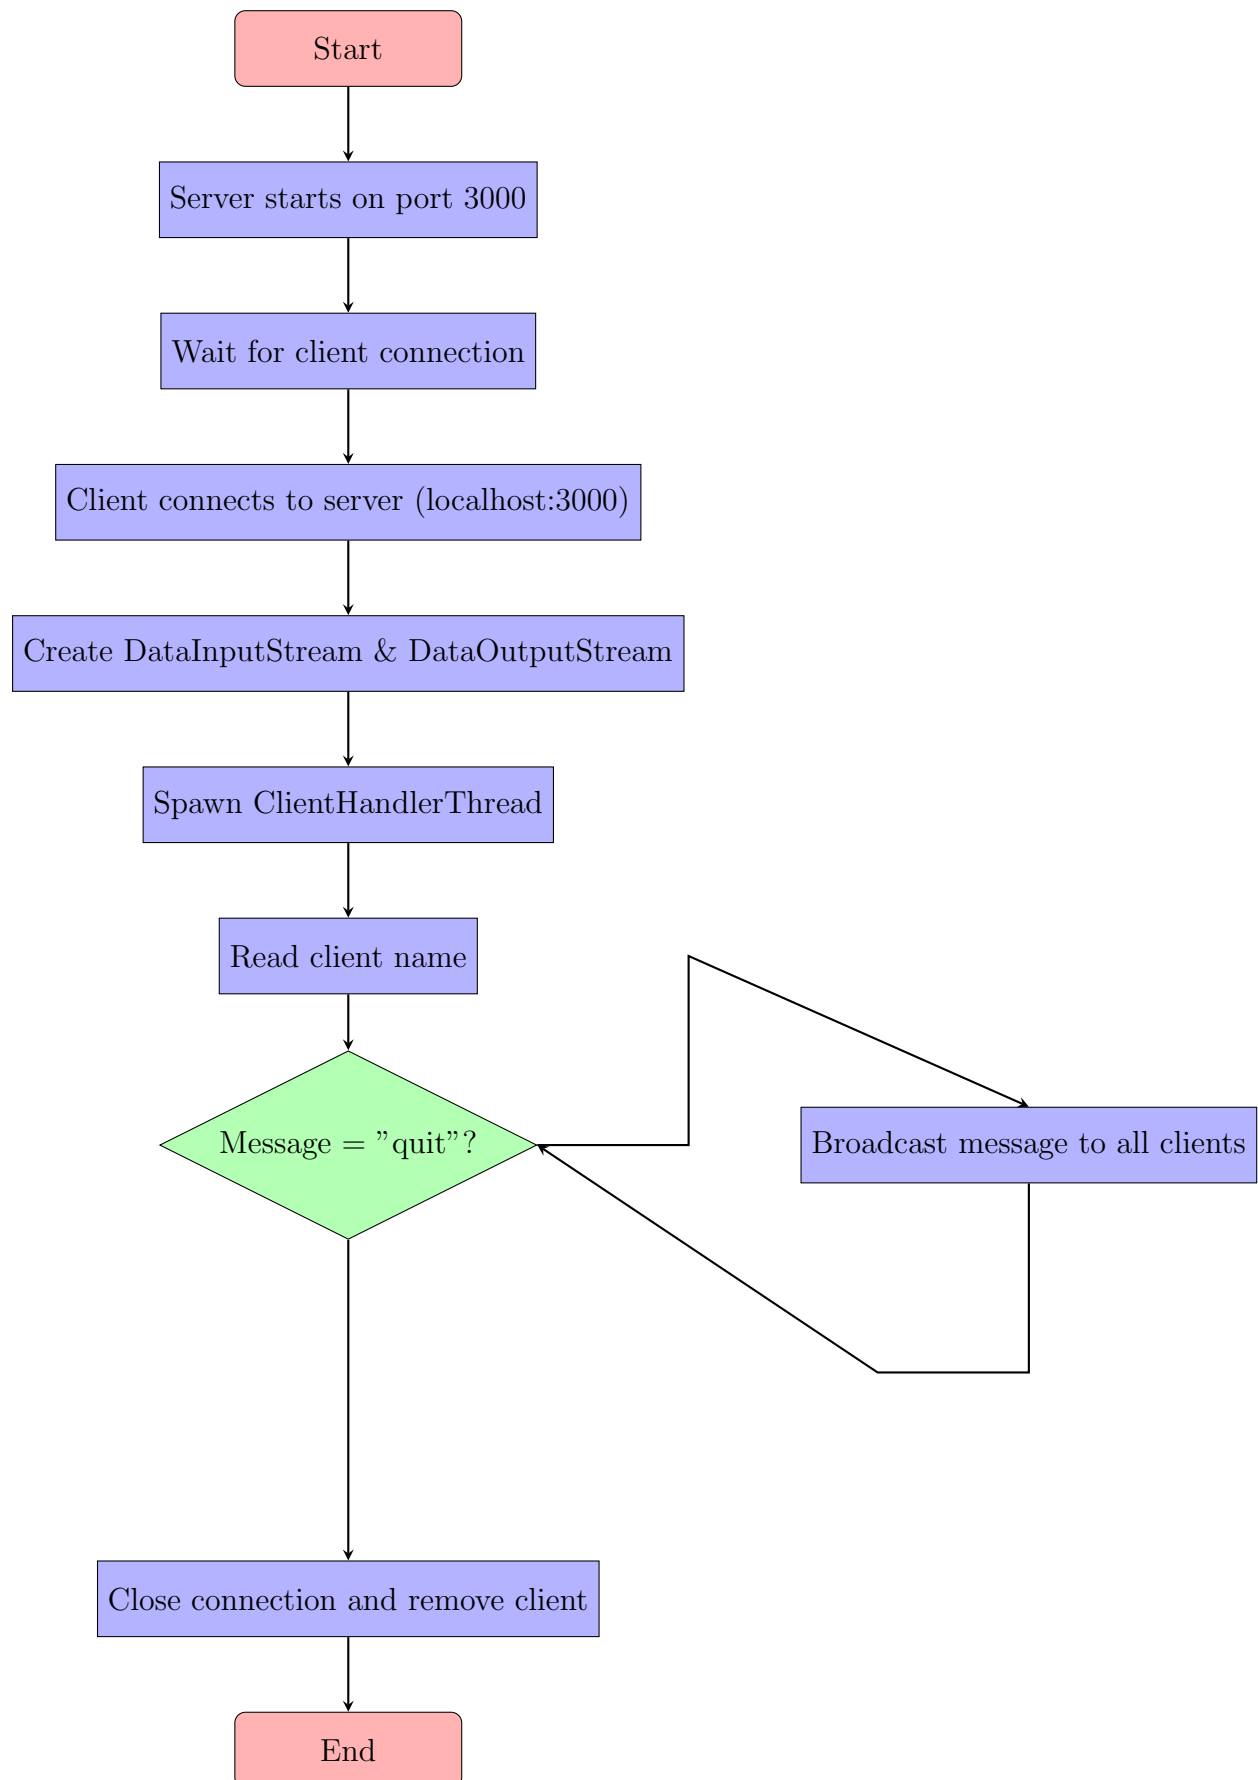 Start
Server starts on port 3000
Wait for client connection
Client connects to server (localhost:3000)
Create DataInputStream & DataOutputStream
Spawn ClientHandlerThread
Read client name
Message = ”quit”?
Broadcast message to all clients
Close connection and remove client
End